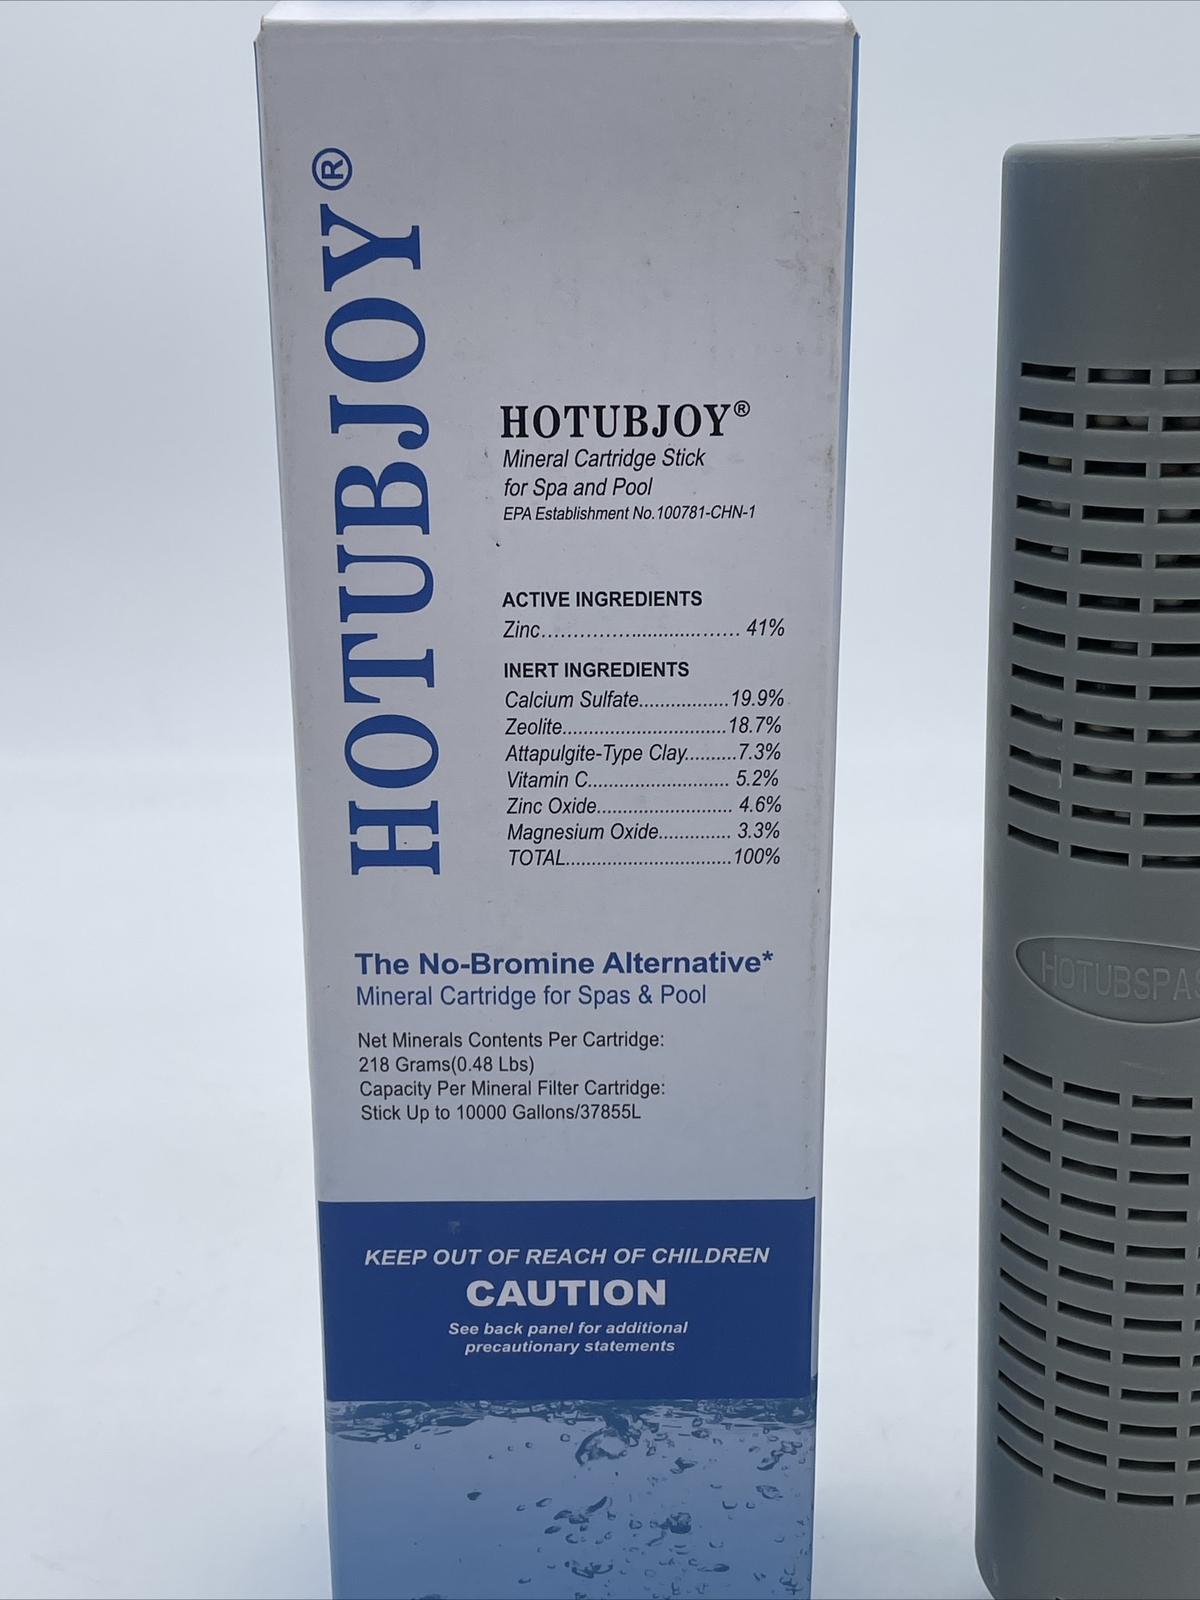 HOTUBJOY®
HOTUBJOY®
Mineral Cartridge Stick
for Spa and Pool
EPA Establishment No.100781-CHN-1
ACTIVE INGREDIENTS
Zinc................................... 41%
INERT INGREDIENTS
Calcium Sulfate.................19.9%
Zeolite...............................18.7%
Attapulgite-Type Clay..........7.3%
Vitamin C........................... 5.2%
Zinc Oxide.......................... 4.6%
Magnesium Oxide.............. 3.3%
TOTAL...............................100%
The No-Bromine Alternative*
Mineral Cartridge for Spas & Pool
Net Minerals Contents Per Cartridge:
218 Grams(0.48 Lbs)
Capacity Per Mineral Filter Cartridge:
Stick Up to 10000 Gallons/37855L
KEEP OUT OF REACH OF CHILDREN
CAUTION
See back panel for additional
precautionary statements
HOTUBSPAS